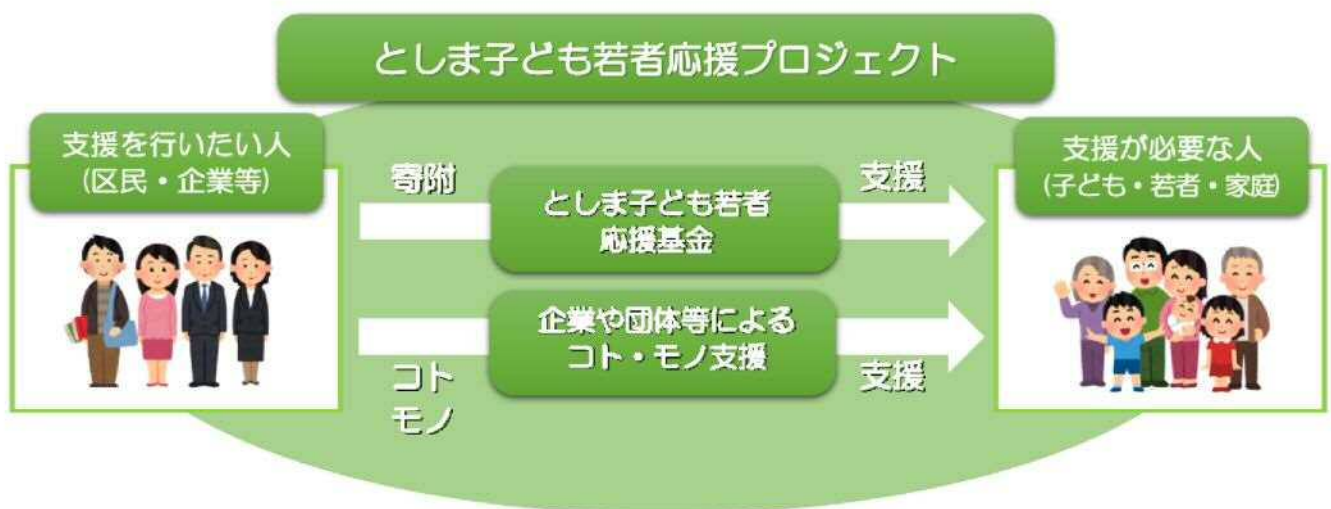 としま子ども若者応援プロジェクト
支援を行いたい人
(区民・企業等)
支援が必要な人
(子ども・若者・家庭)
寄附
としま子ども若者
応援基金
支援
企業や団体等による
コト・モノ支援
コト
モノ
支援